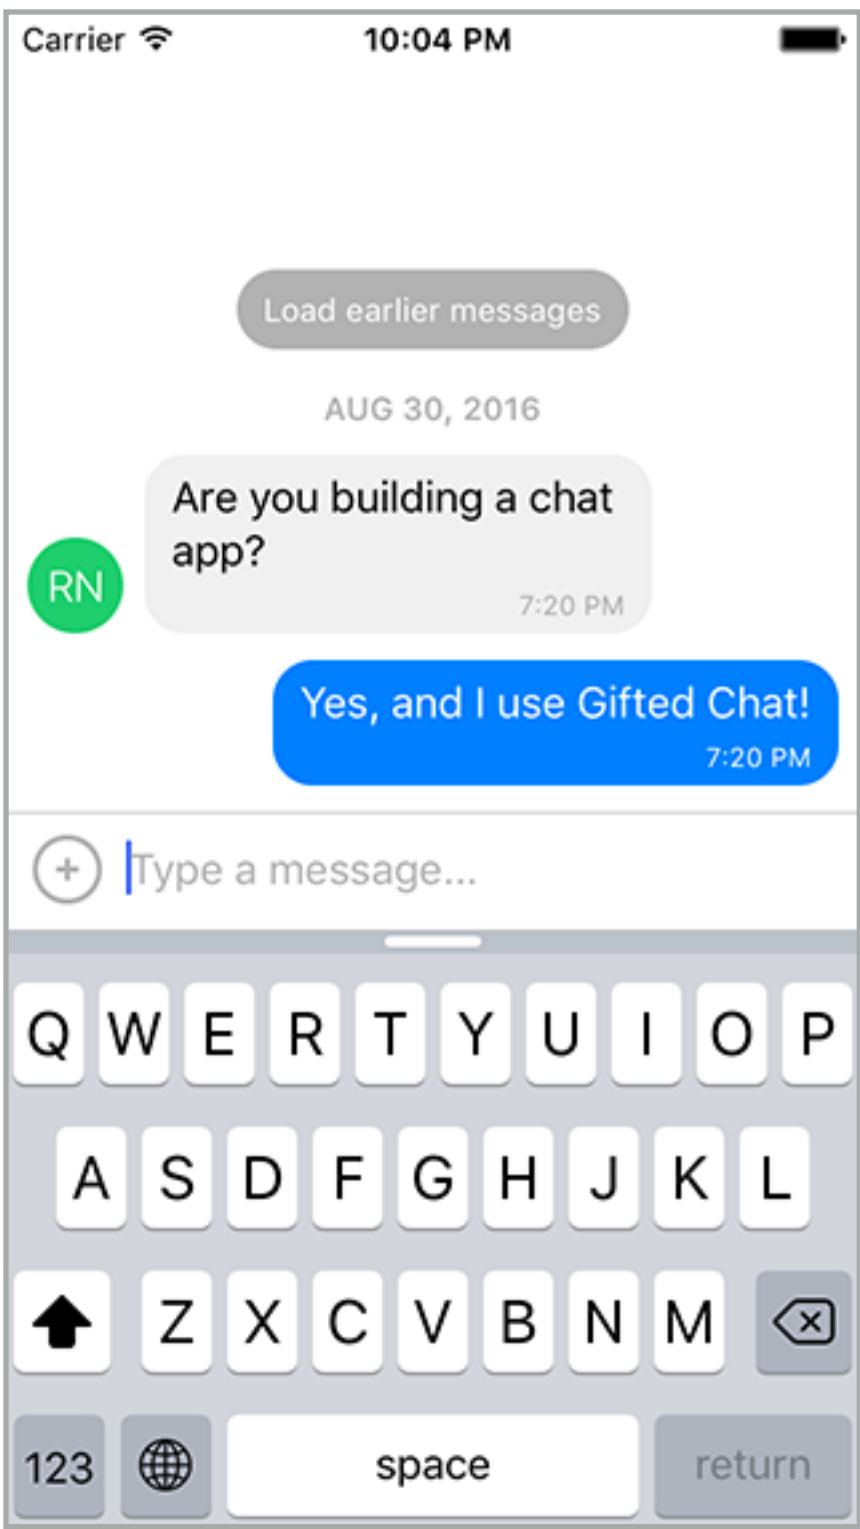 Carrier 10:04 PM
Load earlier messages
AUG 30, 2016
Are you building a chat
app?
7:20 PM
RN
Yes, and I use Gifted Chat!
7:20 PM
+ Type a message...
Q W E R T Y U I O P
A S D F G H J K L
Z X C V B N M
123 space return